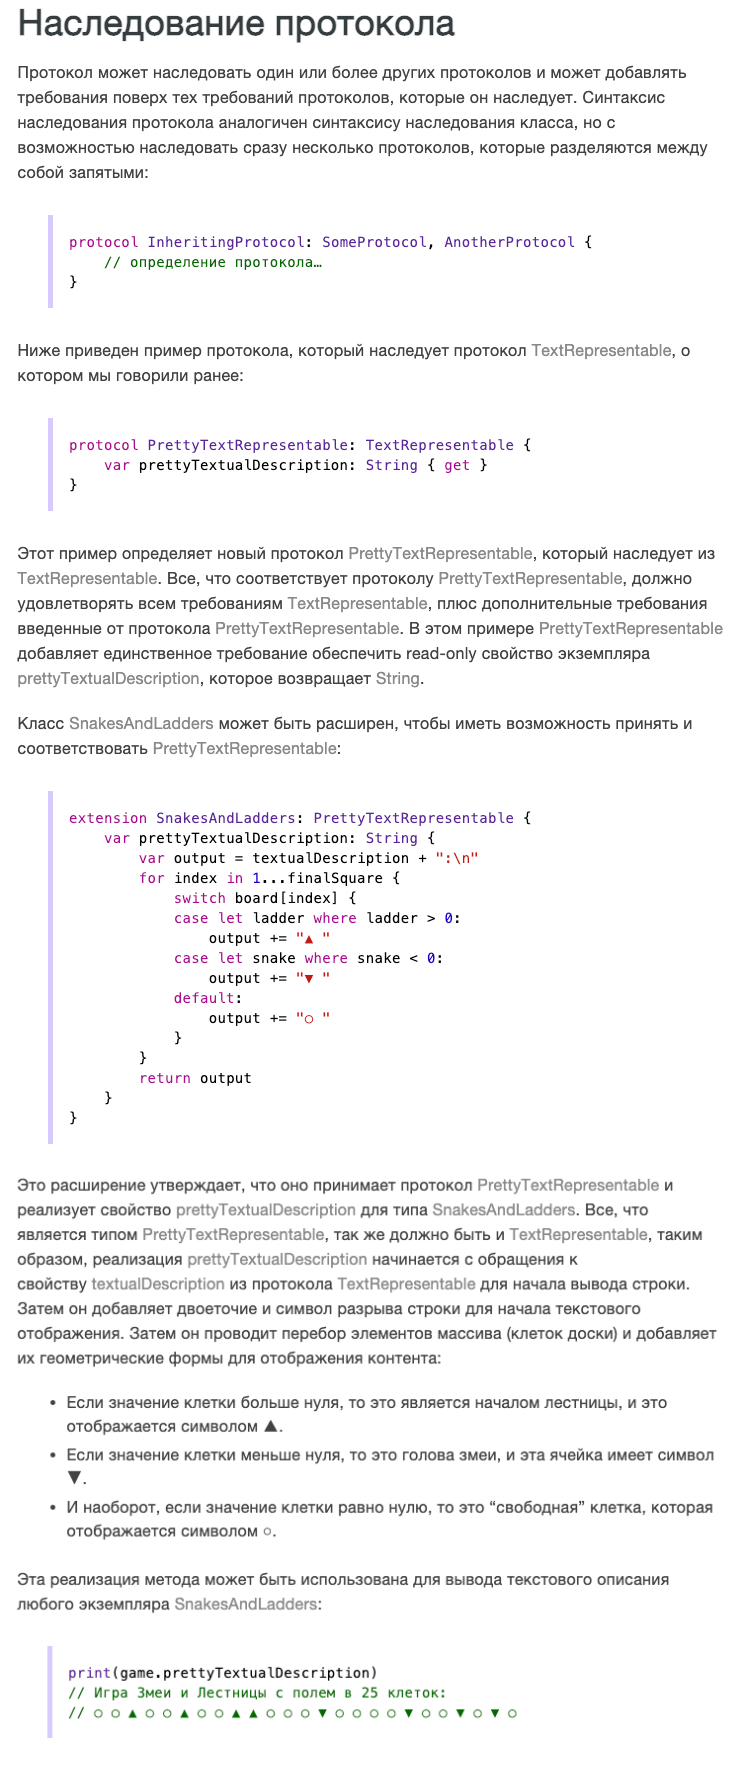 Наследование протокола
Протокол может наследовать один или более других протоколов и может добавлять
требования поверх тех требований протоколов, которые он наследует. Синтаксис
наследования протокола аналогичен синтаксису наследования класса, но с
возможностью наследовать сразу несколько протоколов, которые разделяются между
собой запятыми:
protocol InheritingProtocol: SomeProtocol, AnotherProtocol {
    // определение протокола…
}
Ниже приведен пример протокола, который наследует протокол TextRepresentable, о
котором мы говорили ранее:
protocol PrettyTextRepresentable: TextRepresentable {
    var prettyTextualDescription: String { get }
}
Этот пример определяет новый протокол PrettyTextRepresentable, который наследует из
TextRepresentable. Все, что соответствует протоколу PrettyTextRepresentable, должно
удовлетворять всем требованиям TextRepresentable, плюс дополнительные требования
введенные от протокола PrettyTextRepresentable. В этом примере PrettyTextRepresentable
добавляет единственное требование обеспечить read-only свойство экземпляра
prettyTextualDescription, которое возвращает String.
Класс SnakesAndLadders может быть расширен, чтобы иметь возможность принять и
соответствовать PrettyTextRepresentable:
extension SnakesAndLadders: PrettyTextRepresentable {
    var prettyTextualDescription: String {
        var output = textualDescription + ":\n"
        for index in 1...finalSquare {
            switch board[index] {
            case let ladder where ladder > 0:
                output += "▲ "
            case let snake where snake < 0:
                output += "▼ "
            default:
                output += "○ "
            }
        }
        return output
    }
}
Это расширение утверждает, что оно принимает протокол PrettyTextRepresentable и
реализует свойство prettyTextualDescription для типа SnakesAndLadders. Все, что
является типом PrettyTextRepresentable, так же должно быть и TextRepresentable, таким
образом, реализация prettyTextualDescription начинается с обращения к
свойству textualDescription из протокола TextRepresentable для начала вывода строки.
Затем он добавляет двоеточие и символ разрыва строки для начала текстового
отображения. Затем он проводит перебор элементов массива (клеток доски) и добавляет
их геометрические формы для отображения контента:
• Если значение клетки больше нуля, то это является началом лестницы, и это
отображается символом ▲.
• Если значение клетки меньше нуля, то это голова змеи, и эта ячейка имеет символ
▼.
• И наоборот, если значение клетки равно нулю, то это “свободная” клетка, которая
отображается символом ○.
Эта реализация метода может быть использована для вывода текстового описания
любого экземпляра SnakesAndLadders:
print(game.prettyTextualDescription)
// Игра Змеи и Лестницы с полем в 25 клеток:
// ○ ○ ▲ ○ ○ ▲ ○ ○ ▲ ▲ ○ ○ ○ ▼ ○ ○ ○ ○ ▼ ○ ○ ▼ ○ ▼ ○